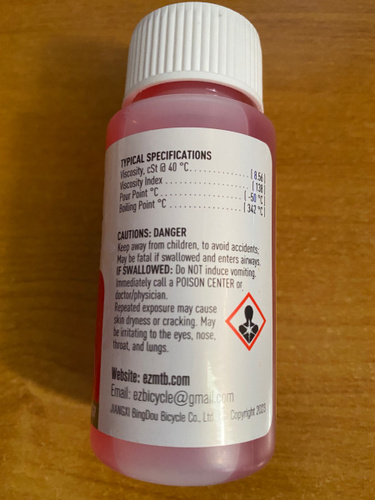 TYPICAL SPECIFICATIONS
Viscosity, cSt @ 40 °C..................( 8.56 )
Viscosity Index.........................( 138 )
Pour Point °C..........................( -50 °C )
Boiling Point °C.......................( 342 °C )
CAUTIONS: DANGER
Keep away from children, to avoid accidents;
May be fatal if swallowed and enters airways.
IF SWALLOWED: Do NOT induce vomiting.
Immediately call a POISON CENTER or
doctor/physician.
Repeated exposure may cause
skin dryness or cracking. May
be irritating to the eyes, nose,
throat, and lungs.
Website: ezmtb.com
Email: ezbicycle@gmail.com
JIANGXI BingDou Bicycle Co., Ltd. © Copyright 2023